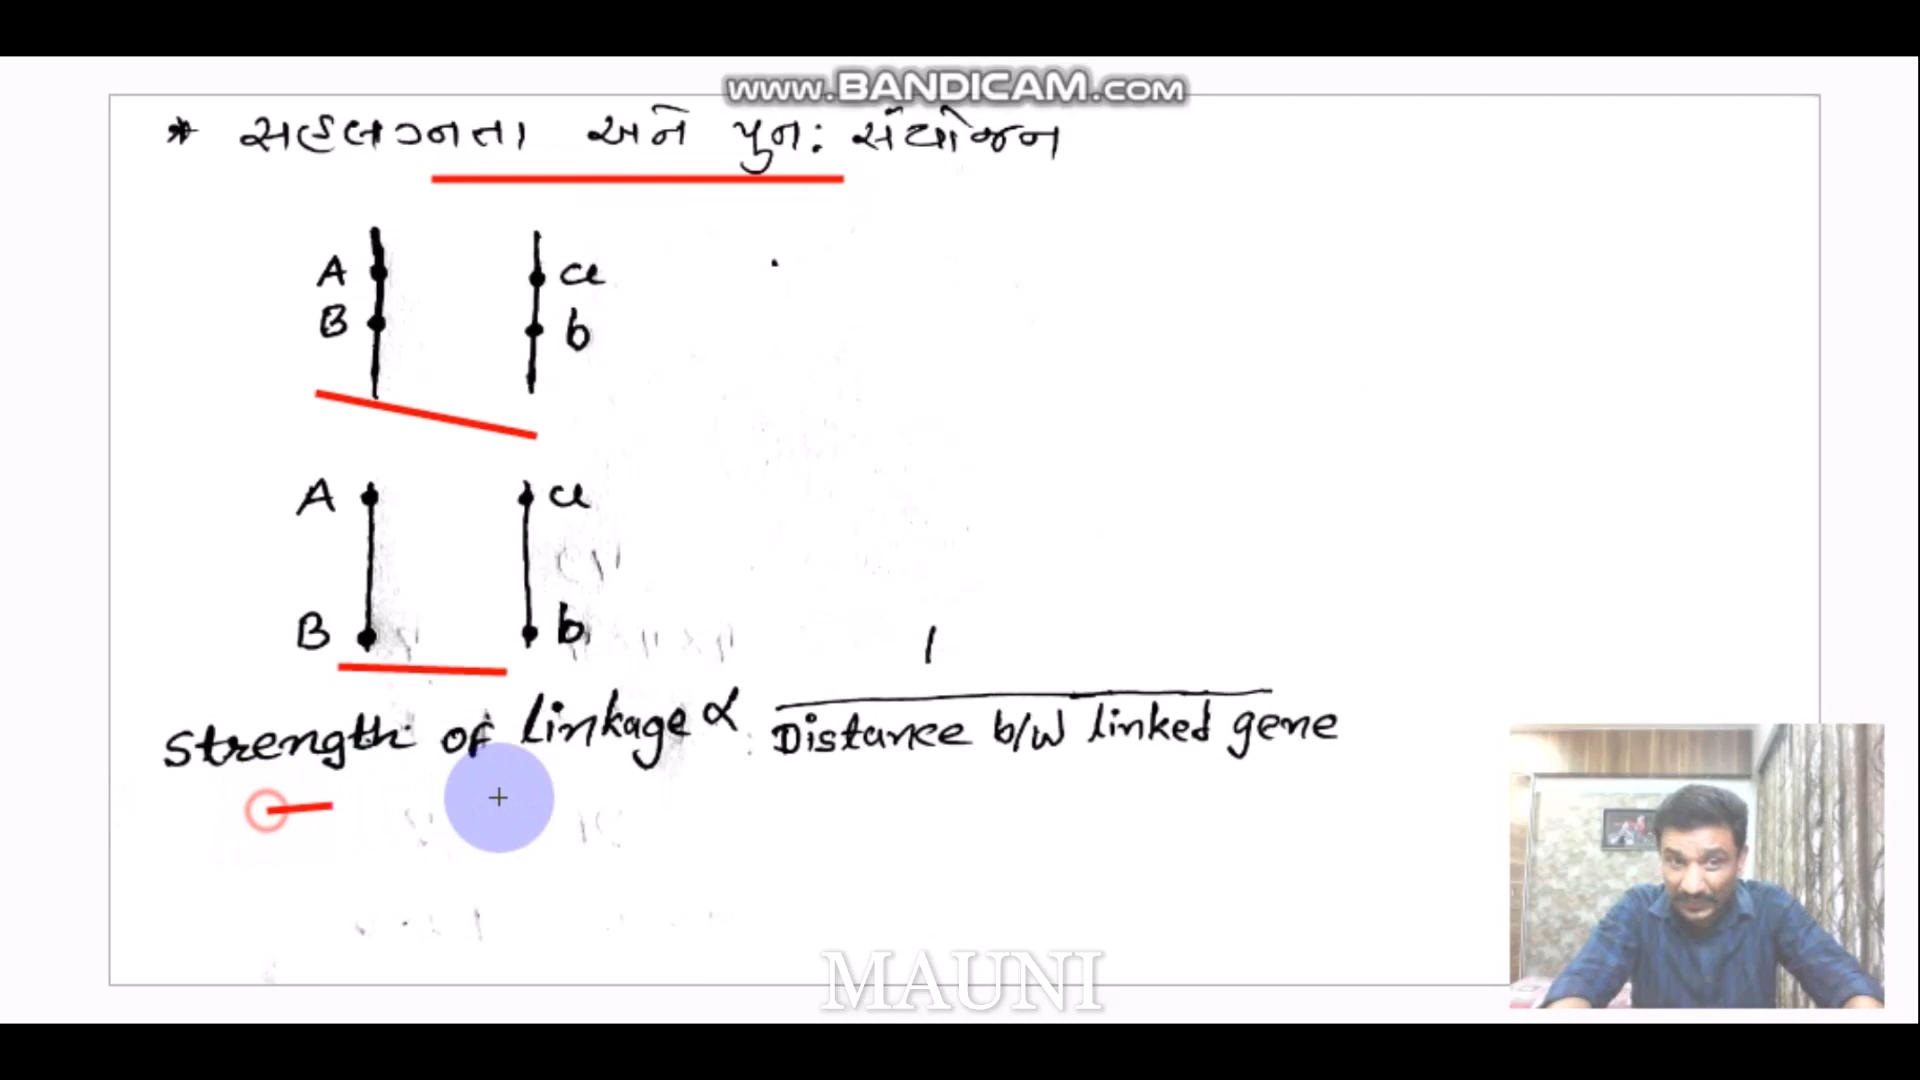 www.BANDICAM.com
* સહલગ્નતા અને પુન: સંયોજન
A a
B b
A a
B b
1
Strength of linkage ∝ Distance b/w linked gene
MAUNI